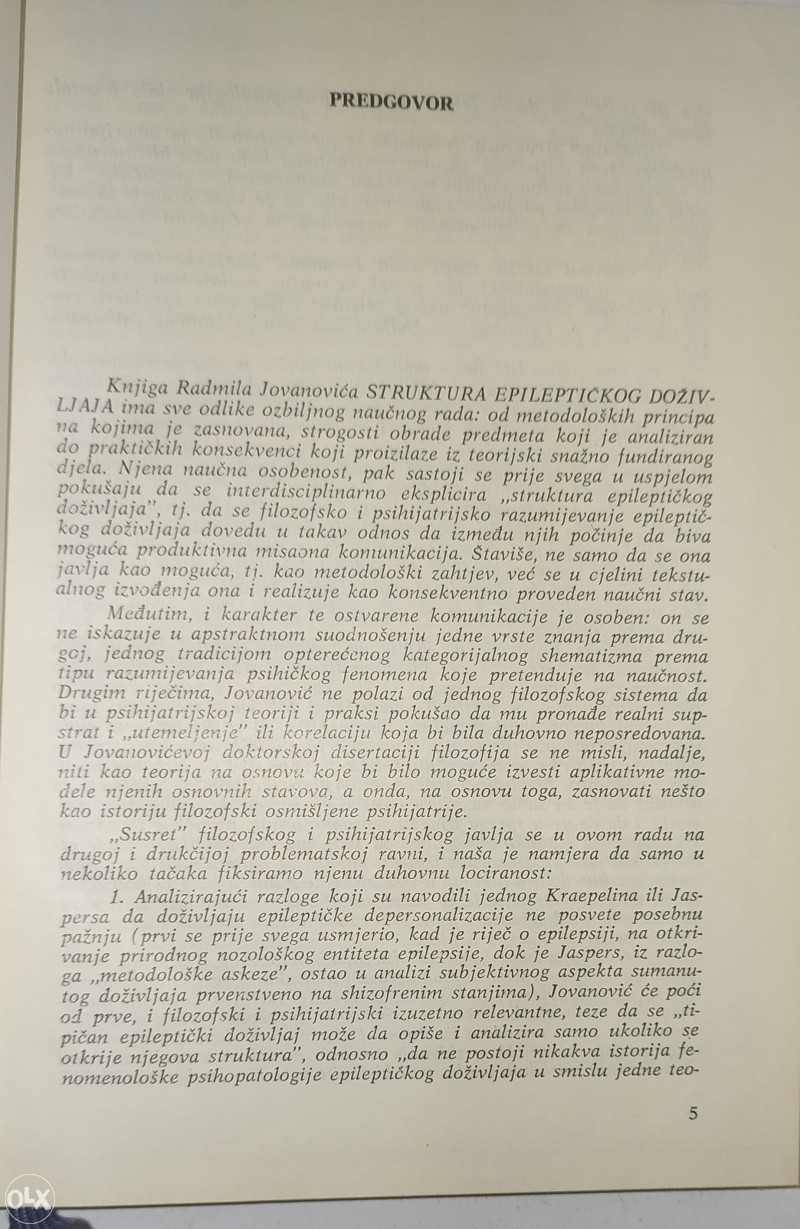 PREDGOVOR
Knjiga Radmila Jovanovića STRUKTURA EPILEPTIČKOG DOŽIV-
LJAJA ima sve odlike ozbiljnog naučnog rada: od metodoloških principa
na kojima je zasnovana, strogosti obrade predmeta koji je analiziran
do praktičkih konsekvenci koji proizilaze iz teorijski snažno fundiranog
djela. Njena naučna osobenost, pak sastoji se prije svega u uspjelom
pokušaju da se interdisciplinarno eksplicira „struktura epileptičkog
doživljaja”, tj. da se filozofsko i psihijatrijsko razumijevanje epileptič-
kog doživljaja dovedu u takav odnos da između njih počinje da biva
moguća produktivna misaona komunikacija. Štaviše, ne samo da se ona
javlja kao moguća, tj. kao metodološki zahtjev, već se u cjelini tekstu-
alnog izvođenja ona i realizuje kao konsekventno proveden naučni stav.
Međutim, i karakter te ostvarene komunikacije je osoben: on se
ne iskazuje u apstraktnom suodnošenju jedne vrste znanja prema dru-
goj, jednog tradicijom opterećenog kategorijalnog shematizma prema
tipu razumijevanja psihičkog fenomena koje pretenduje na naučnost.
Drugim riječima, Jovanović ne polazi od jednog filozofskog sistema da
bi u psihijatrijskoj teoriji i praksi pokušao da mu pronađe realni sup-
strat i „utemeljenje” ili korelaciju koja bi bila duhovno neposredovana.
U Jovanovićevoj doktorskoj disertaciji filozofija se ne misli, nadalje,
niti kao teorija na osnovu koje bi bilo moguće izvesti aplikativne mo-
dele njenih osnovnih stavova, a onda, na osnovu toga, zasnovati nešto
kao istoriju filozofski osmišljene psihijatrije.
„Susret” filozofskog i psihijatrijskog javlja se u ovom radu na
drugoj i drukčijoj problematskoj ravni, i naša je namjera da samo u
nekoliko tačaka fiksiramo njenu duhovnu lociranost:
1. Analizirajući razloge koji su navodili jednog Kraepelina ili Jas-
persa da doživljaju epileptičke depersonalizacije ne posvete posebnu
pažnju (prvi se prije svega usmjerio, kad je riječ o epilepsiji, na otkri-
vanje prirodnog nozološkog entiteta epilepsije, dok je Jaspers, iz razlo-
ga „metodološke askeze”, ostao u analizi subjektivnog aspekta sumanu-
tog doživljaja prvenstveno na shizofrenim stanjima), Jovanović će poći
od prve, i filozofski i psihijatrijski izuzetno relevantne, teze da se „ti-
pičan epileptički doživljaj može da opiše i analizira samo ukoliko se
otkrije njegova struktura”, odnosno „da ne postoji nikakva istorija fe-
nomenološke psihopatologije epileptičkog doživljaja u smislu jedne teo-
5
OLX